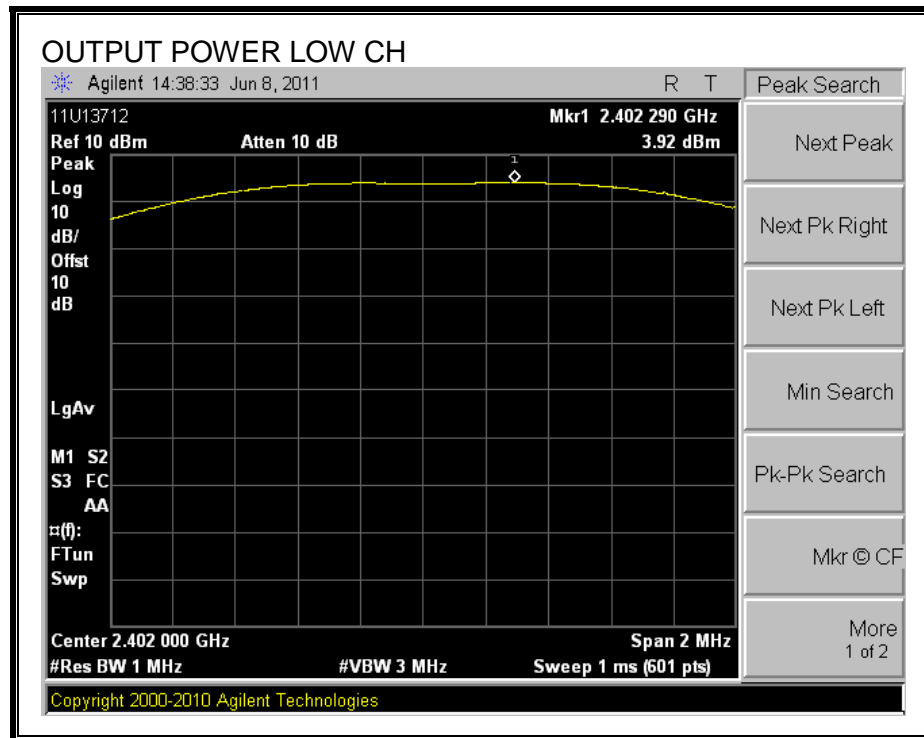 OUTPUT POWER LOW CH
Agilent 14:38:33 Jun 8, 2011 R T
11U13712 Mkr1 2.402 290 GHz
Ref 10 dBm Atten 10 dB 3.92 dBm
Peak
Log
10
dB/
Offst
10
dB
1
LgAv
M1 S2
S3 FC
AA
¤(f):
FTun
Swp
Center 2.402 000 GHz Span 2 MHz
#Res BW 1 MHz #VBW 3 MHz Sweep 1 ms (601 pts)
Copyright 2000-2010 Agilent Technologies
Peak Search
Next Peak
Next Pk Right
Next Pk Left
Min Search
Pk-Pk Search
Mkr © CF
More
1 of 2